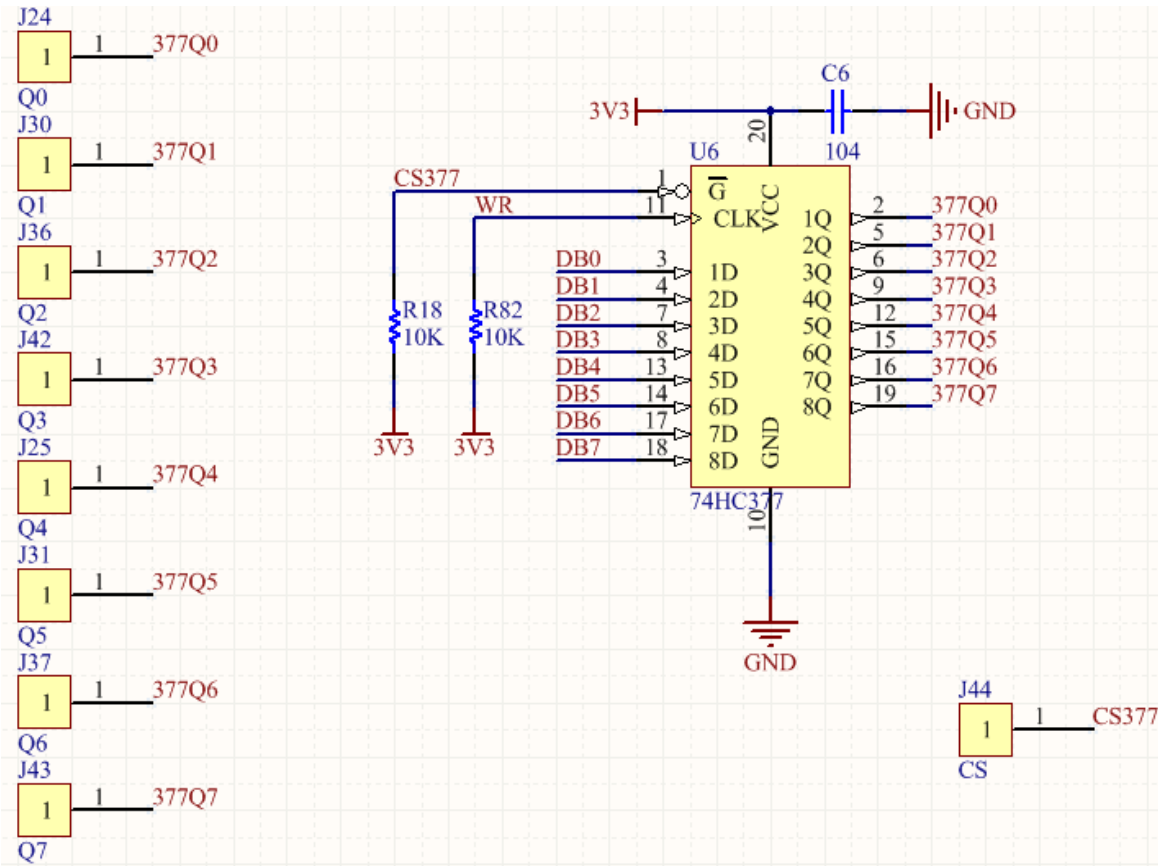 J24
1
1
377Q0
Q0
J30
1
1
377Q1
Q1
J36
1
1
377Q2
Q2
J42
1
1
377Q3
Q3
J25
1
1
377Q4
Q4
J31
1
1
377Q5
Q5
J37
1
1
377Q6
Q6
J43
1
1
377Q7
Q7
C6
3V3
GND
104
20
U6
CS377
1
G
WR
11
CLK
VCC
DB0 3 1D
DB1 4 2D
DB2 7 3D
DB3 8 4D
DB4 13 5D
DB5 14 6D
DB6 17 7D
DB7 18 8D
1Q 2 377Q0
2Q 5 377Q1
3Q 6 377Q2
4Q 9 377Q3
5Q 12 377Q4
6Q 15 377Q5
7Q 16 377Q6
8Q 19 377Q7
R18
10K
R82
10K
3V3
3V3
GND
74HC377
10
GND
J44
1
1
CS377
CS